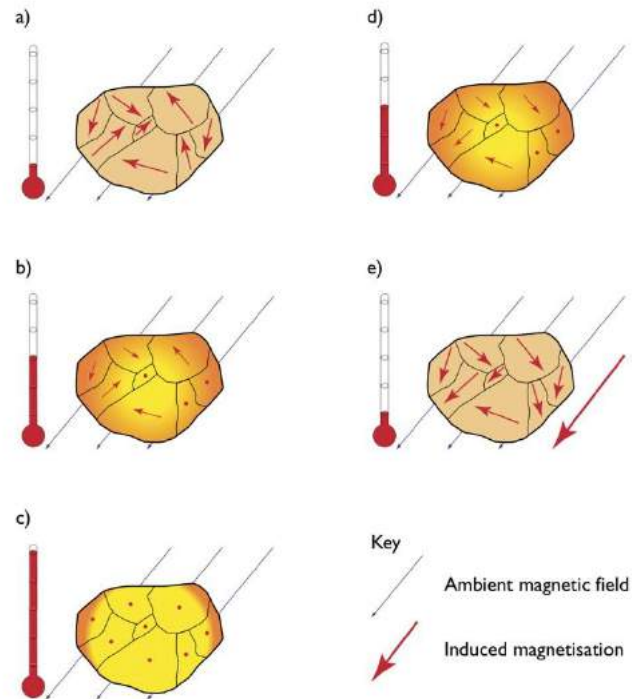 a)
d)
b)
e)
c)
Key
Ambient magnetic field
Induced magnetisation